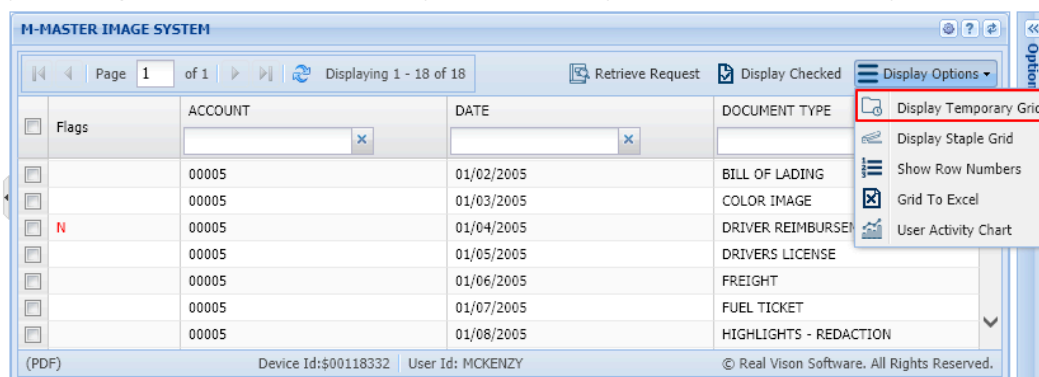 M-MASTER IMAGE SYSTEM
Page 1 of 1 Displaying 1 - 18 of 18 Retrieve Request Display Checked Display Options
Option
Flags ACCOUNT DATE DOCUMENT TYPE
Display Temporary Grid
Display Staple Grid
Show Row Numbers
Grid To Excel
User Activity Chart
00005 01/02/2005 BILL OF LADING
00005 01/03/2005 COLOR IMAGE
N 00005 01/04/2005 DRIVER REIMBURSEM
00005 01/05/2005 DRIVERS LICENSE
00005 01/06/2005 FREIGHT
00005 01/07/2005 FUEL TICKET
00005 01/08/2005 HIGHLIGHTS - REDACTION
(PDF) Device Id:$00118332 User Id: MCKENZY © Real Vison Software. All Rights Reserved.